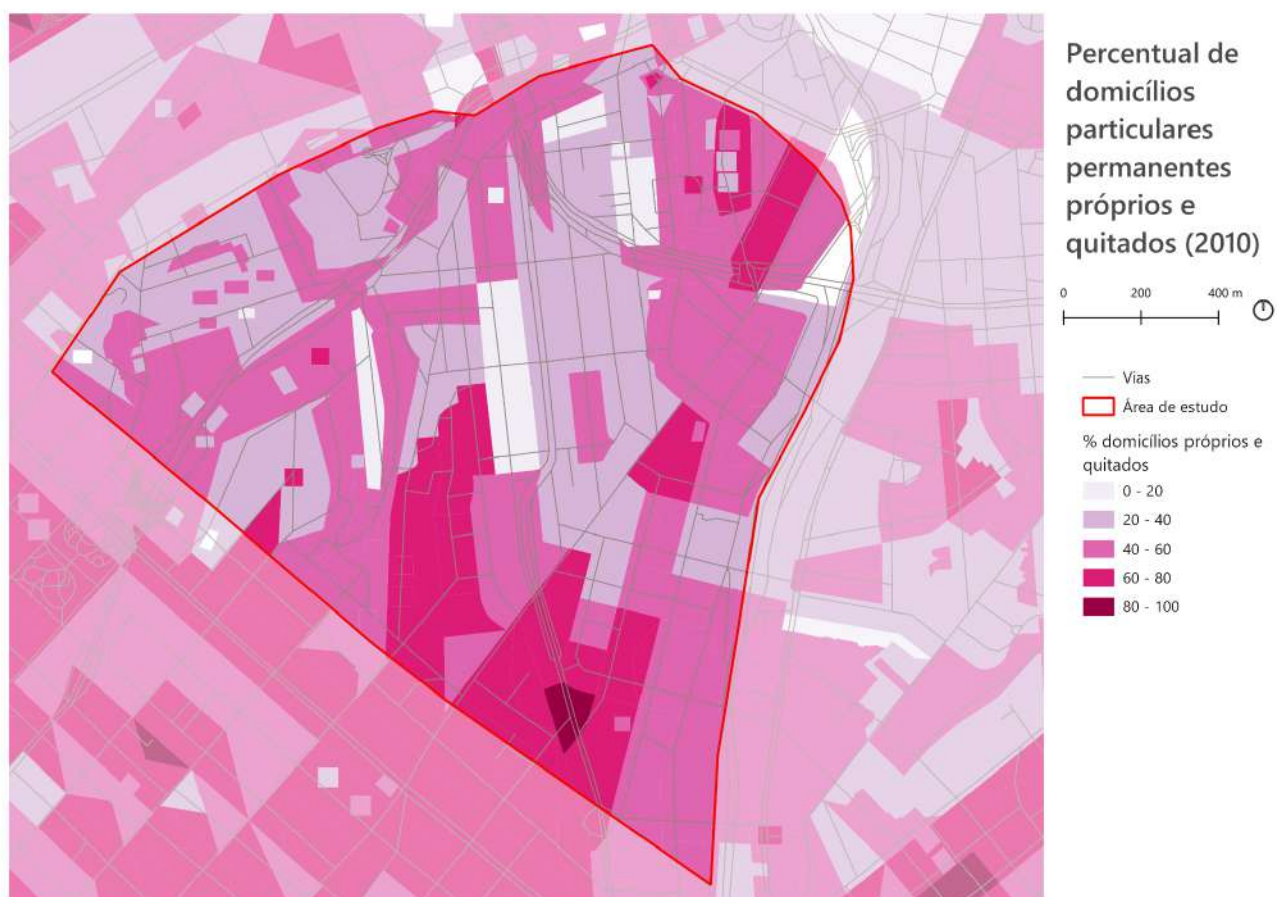 Percentual de
domicílios
particulares
permanentes
próprios e
quitados (2010)
0 200 400 m
Vias
Área de estudo
% domicílios próprios e
quitados
0 - 20
20 - 40
40 - 60
60 - 80
80 - 100